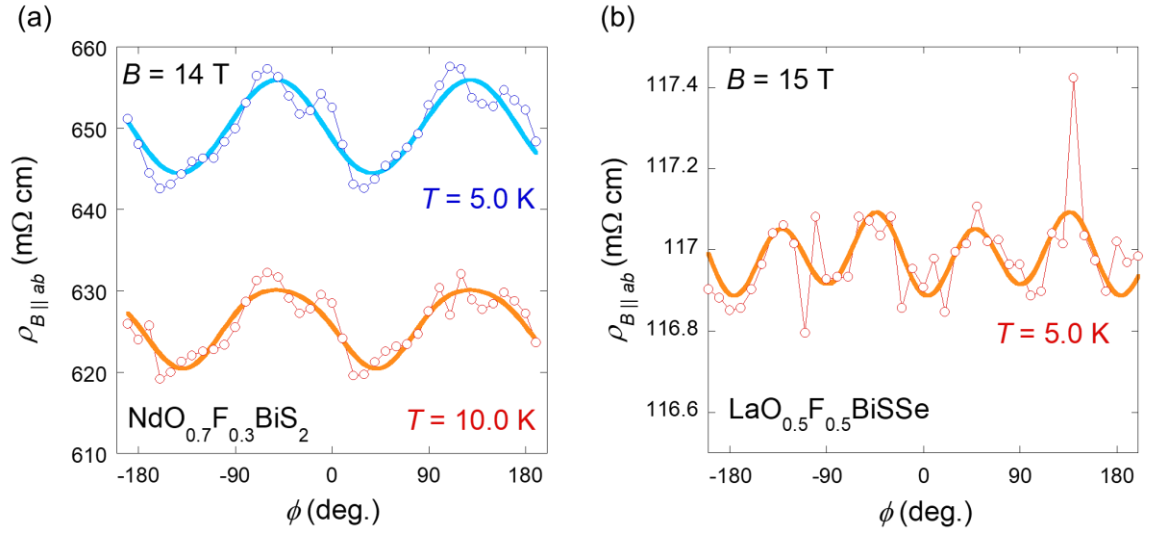 (a)
660
650
640
630
620
610
ρB || ab (mΩ cm)
B = 14 T
T = 5.0 K
T = 10.0 K
NdO0.7F0.3BiS2
-180
-90
0
90
180
ϕ (deg.)
(b)
117.4
117.2
117
116.8
116.6
ρB || ab (mΩ cm)
B = 15 T
T = 5.0 K
LaO0.5F0.5BiSSe
-180
-90
0
90
180
ϕ (deg.)